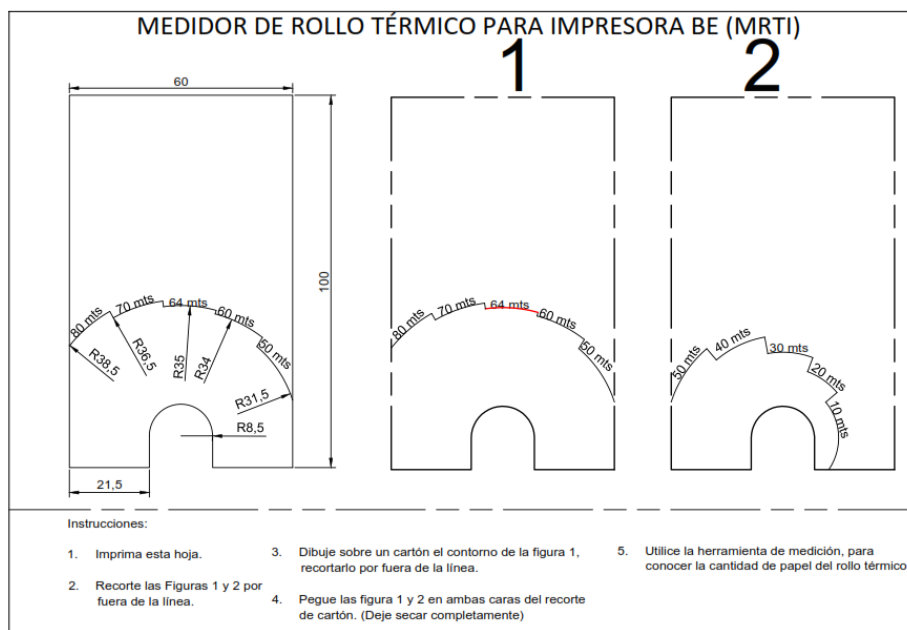 MEDIDOR DE ROLLO TÉRMICO PARA IMPRESORA BE (MRTI)
60
100
80 mts
70 mts
64 mts
60 mts
50 mts
R38,5
R36,5
R35
R34
R31,5
R8,5
21,5
1
80 mts
70 mts
64 mts
60 mts
50 mts
2
50 mts
40 mts
30 mts
20 mts
10 mts
Instrucciones:
1. Imprima esta hoja.
2. Recorte las Figuras 1 y 2 por
fuera de la línea.
3. Dibuje sobre un cartón el contorno de la figura 1,
recortarlo por fuera de la línea.
4. Pegue las figura 1 y 2 en ambas caras del recorte
de cartón. (Deje secar completamente)
5. Utilice la herramienta de medición, para
conocer la cantidad de papel del rollo térmico